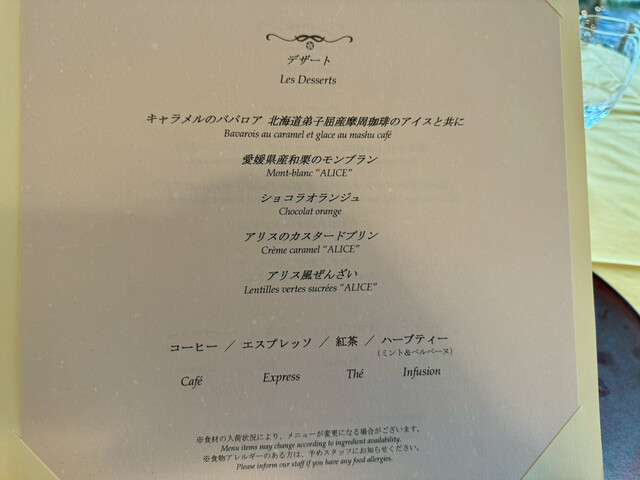 デザート
Les Desserts
キャラメルのババロア 北海道弟子屈産摩周珈琲のアイスと共に
Bavarois au caramel et glace au mashu café
愛媛県産和栗のモンブラン
Mont-blanc "ALICE"
ショコラオランジュ
Chocolat orange
アリスのカスタードプリン
Crème caramel "ALICE"
アリス風ぜんざい
Lentilles vertes sucrées "ALICE"
コーヒー ／ エスプレッソ ／ 紅茶 ／ ハーブティー
(ミント&ベルベーヌ)
Café Express Thé Infusion
※食材の入荷状況により、メニューが変更になる場合がございます。
Menu items may change according to ingredient availability.
※食物アレルギーのある方は、予めスタッフにお知らせください。
Please inform our staff if you have any food allergies.